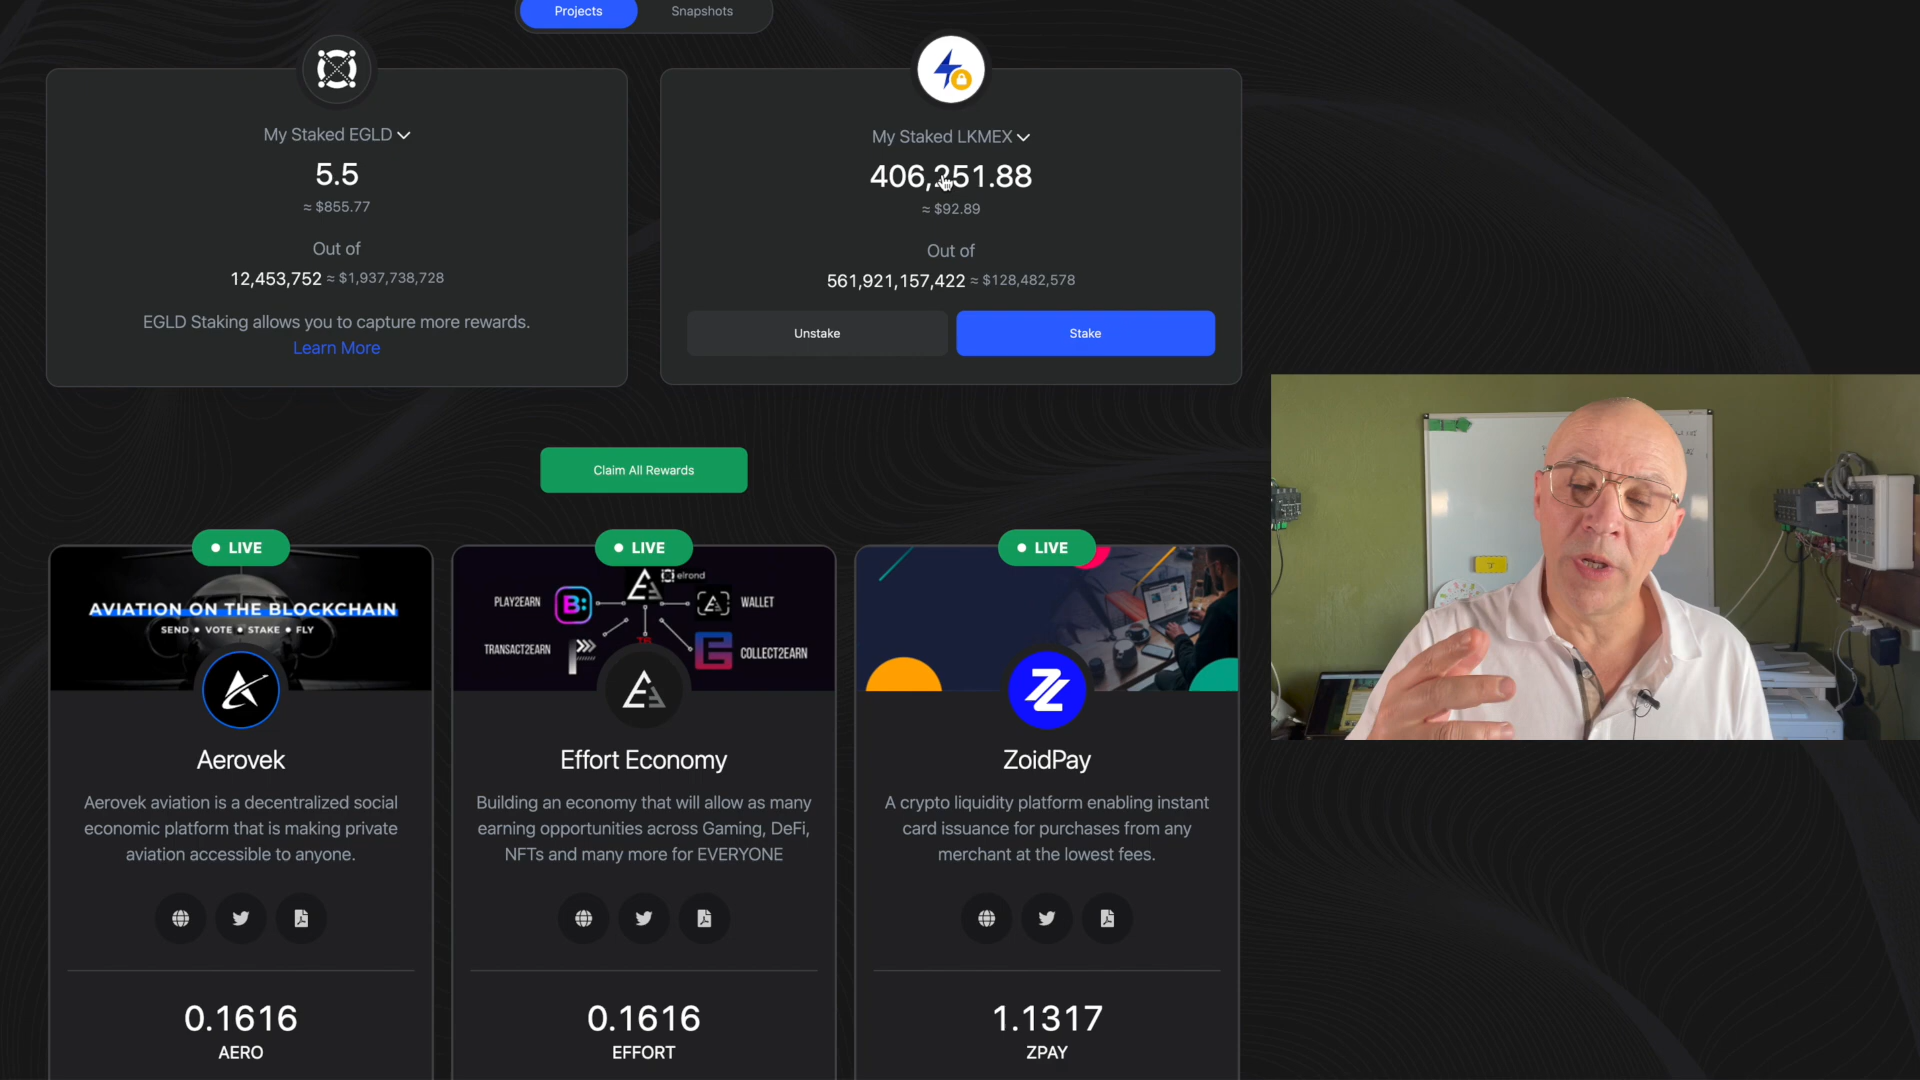 Projects
Snapshots
My Staked EGLD
5.5
≈ $855.77
Out of
12,453,752 ≈ $1,937,738,728
EGLD Staking allows you to capture more rewards.
Learn More
My Staked LKMEX
406,251.88
≈ $92.89
Out of
561,921,157,422 ≈ $128,482,578
Unstake
Stake
Claim All Rewards
LIVE
AVIATION ON THE BLOCKCHAIN
SEND • VOTE • STAKE • FLY
Aerovek
Aerovek aviation is a decentralized social
economic platform that is making private
aviation accessible to anyone.
0.1616
AERO
LIVE
elrond
PLAY2EARN
WALLET
TRANSACT2EARN
COLLECT2EARN
Effort Economy
Building an economy that will allow as many
earning opportunities across Gaming, DeFi,
NFTs and many more for EVERYONE
0.1616
EFFORT
LIVE
ZoidPay
A crypto liquidity platform enabling instant
card issuance for purchases from any
merchant at the lowest fees.
1.1317
ZPAY